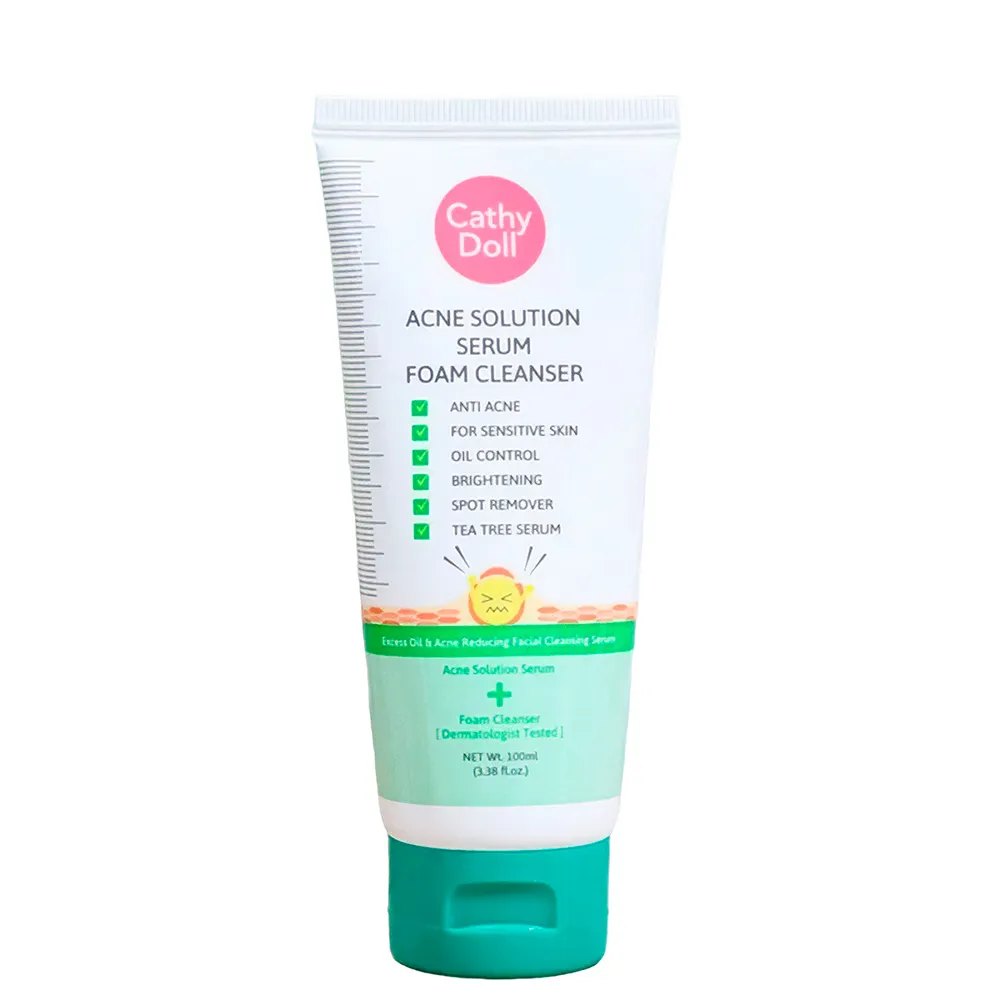 Cathy
Doll
ACNE SOLUTION
SERUM
FOAM CLEANSER
ANTI ACNE
FOR SENSITIVE SKIN
OIL CONTROL
BRIGHTENING
SPOT REMOVER
TEA TREE SERUM
Excess Oil & Acne Reducing Facial Cleansing Serum
Acne Solution Serum
+
Foam Cleanser
[ Dermatologist Tested ]
NET Wt. 100ml
(3.38 fl.oz.)